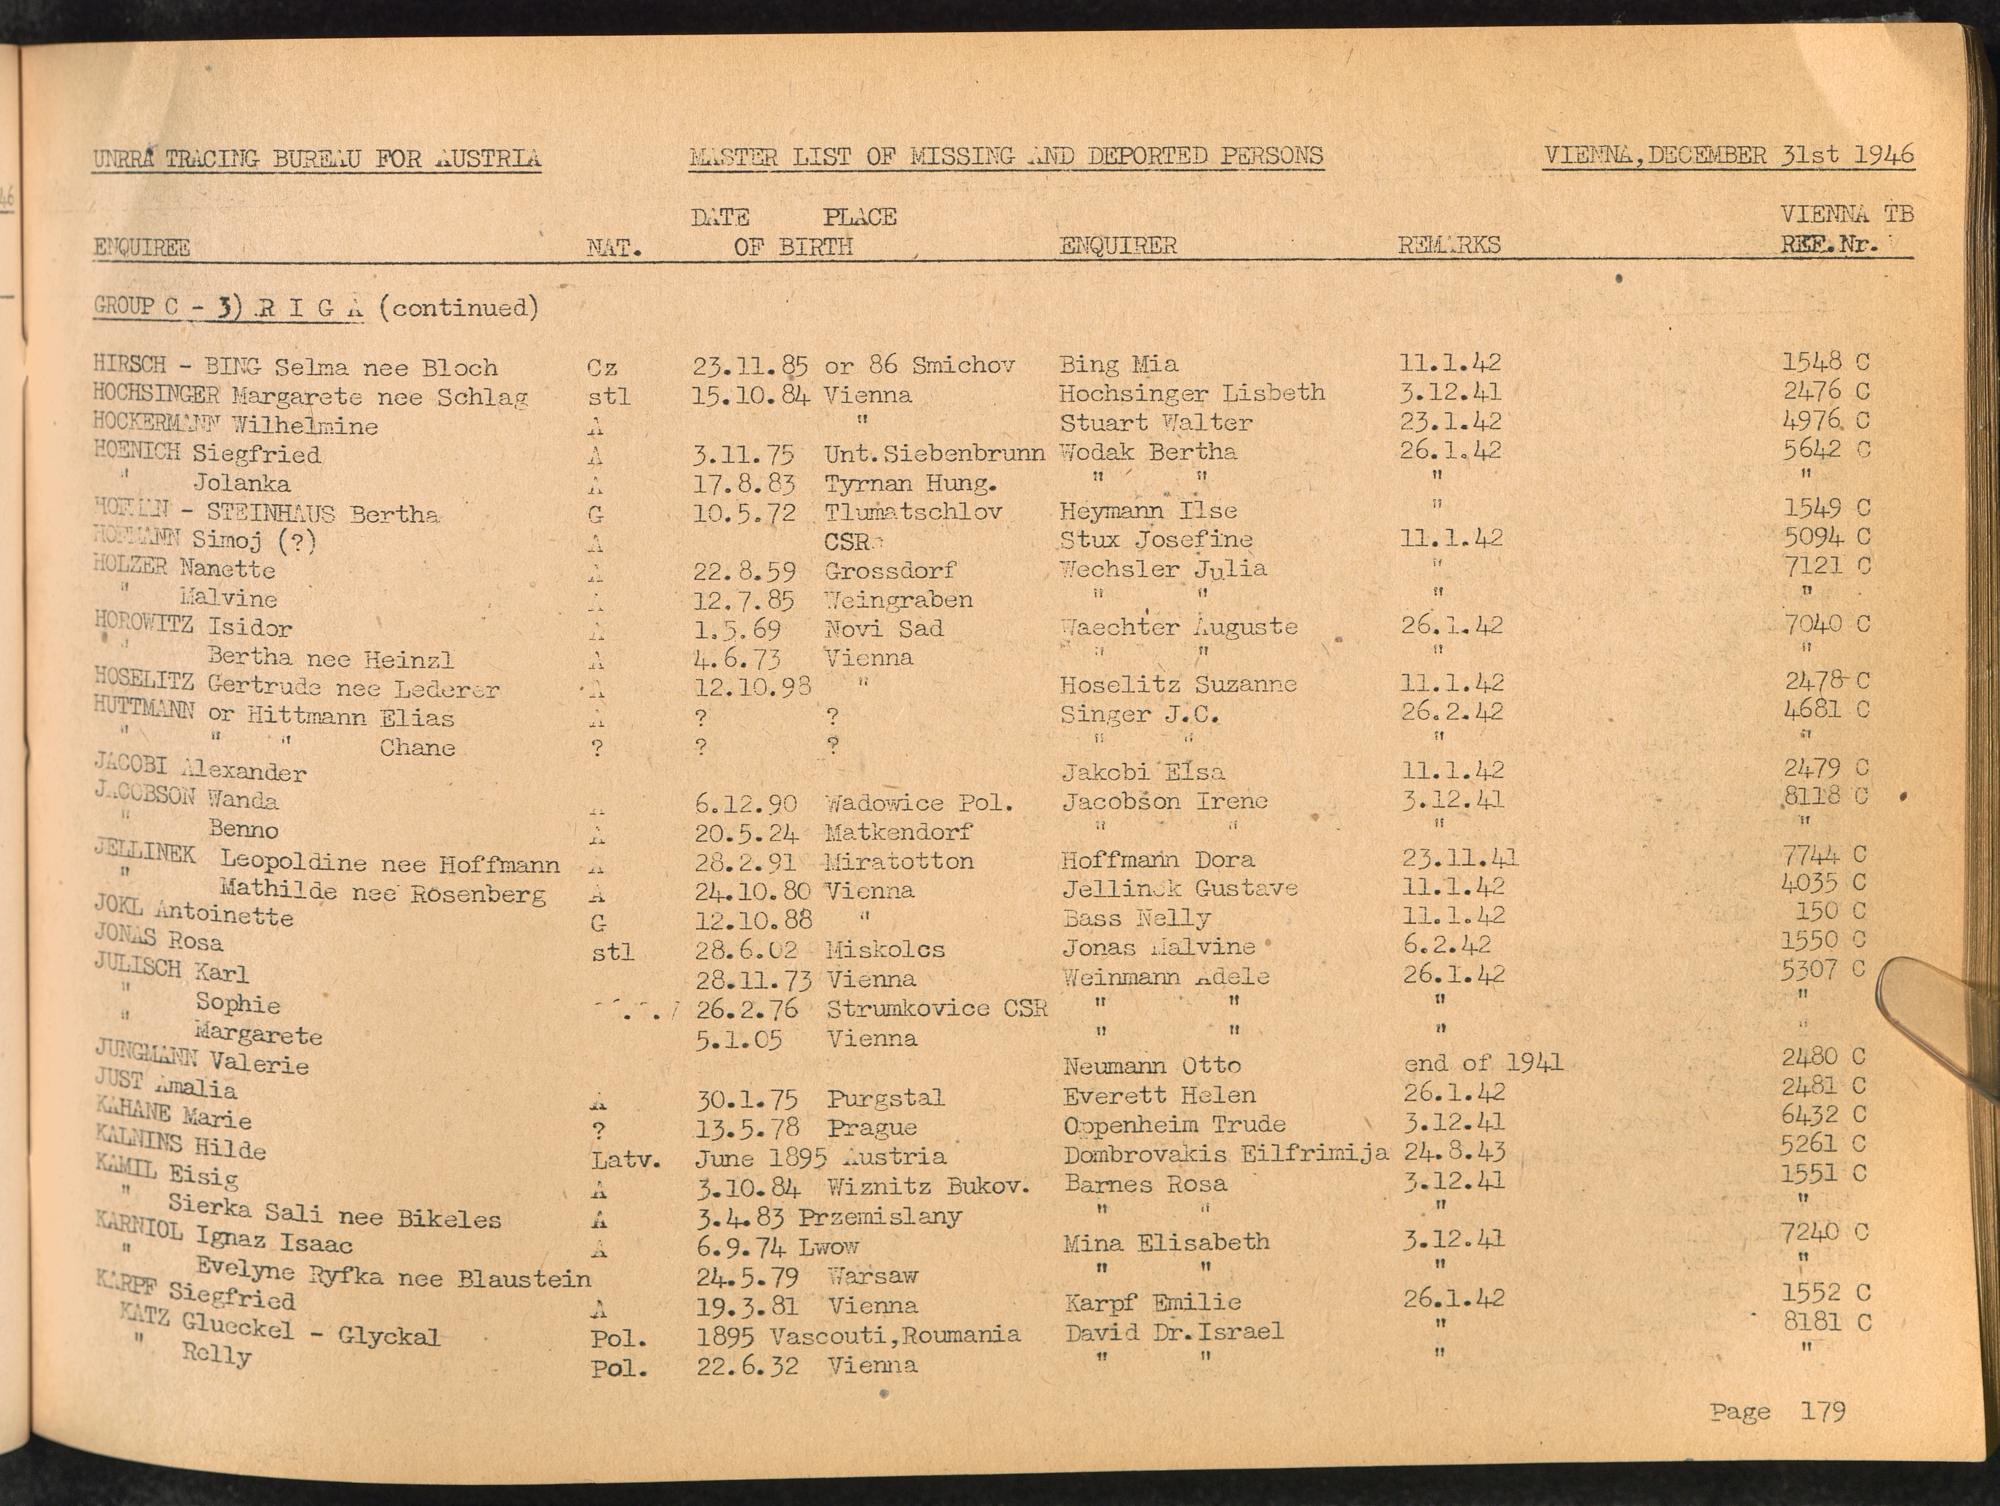 UNRRA TRACING BUREAU FOR AUSTRIA MASTER LIST OF MISSING AND DEPORTED PERSONS VIENNA, DECEMBER 31st 1946
DATE PLACE VIENNA TB
ENQUIREE NAT. OF BIRTH ENQUIRER REMARKS REF.Nr.
GROUP C - 3) R I G A (continued)
HIRSCH - BING Selma nee Bloch Cz 23.11.85 or 86 Smichov Bing Mia 11.1.42 1548 C
HOCHSINGER Margarete nee Schlag stl 15.10.84 Vienna Hochsinger Lisbeth 3.12.41 2476 C
HOCKERMANN Wilhelmine A " Stuart Walter 23.1.42 4976 C
HOENICH Siegfried A 3.11.75 Unt.Siebenbrunn Wodak Bertha 26.1.42 5642 C
" Jolanka A 17.8.83 Tyrnan Hung. " " " "
HOFMAN - STEINHAUS Bertha G 10.5.72 Tlumatschlov Heymann Ilse " 1549 C
HOFMANN Simoj (?) A CSR Stux Josefine 11.1.42 5094 C
HOLZER Nanette A 22.8.59 Grossdorf Wechsler Julia " 7121 C
" Malvine A 12.7.85 Weingraben " " " "
HOROWITZ Isidor A 1.5.69 Novi Sad Waechter Auguste 26.1.42 7040 C
" Bertha nee Heinzl A 4.6.73 Vienna " " " "
HOSELITZ Gertrude nee Lederer A 12.10.98 " Hoselitz Suzanne 11.1.42 2478 C
HUTTMANN or Hittmann Elias A ? ? Singer J.C. 26.2.42 4681 C
" " " Chane ? ? ? " " " "
JACOBI Alexander Jakobi Elsa 11.1.42 2479 C
JACOBSON Wanda A 6.12.90 Wadowice Pol. Jacobson Irene 3.12.41 8118 C
" Benno A 20.5.24 Matkendorf " " " "
JELLINEK Leopoldine nee Hoffmann A 28.2.91 Miratotton Hoffmann Dora 23.11.41 7744 C
" Mathilde nee Rosenberg A 24.10.80 Vienna Jellinek Gustave 11.1.42 4035 C
JOKL Antoinette G 12.10.88 " Bass Nelly 11.1.42 150 C
JONAS Rosa stl 28.6.02 Miskolcs Jonas Malvine 6.2.42 1550 C
JULISCH Karl 28.11.73 Vienna Weinmann Adele 26.1.42 5307 C
" Sophie 26.2.76 Strumkovice CSR " " " "
" Margarete 5.1.05 Vienna " " " "
JUNGMANN Valerie Neumann Otto end of 1941 2480 C
JUST Amalia A 30.1.75 Purgstal Everett Helen 26.1.42 2481 C
KAHANE Marie ? 13.5.78 Prague Oppenheim Trude 3.12.41 6432 C
KALNINS Hilde Latv. June 1895 Austria Dombrovakis Eilfrimija 24.8.43 5261 C
KAMIL Eisig A 3.10.84 Wiznitz Bukov. Barnes Rosa 3.12.41 1551 C
" Sierka Sali nee Bikeles A 3.4.83 Przemislany " " " "
KARNIOL Ignaz Isaac A 6.9.74 Lwow Mina Elisabeth 3.12.41 7240 C
" Evelyne Ryfka nee Blaustein 24.5.79 Warsaw " " " "
KARPF Siegfried A 19.3.81 Vienna Karpf Emilie 26.1.42 1552 C
KATZ Glueckel - Glyckal Pol. 1895 Vascouti,Roumania David Dr.Israel " 8181 C
" Relly Pol. 22.6.32 Vienna " " " "
Page 179